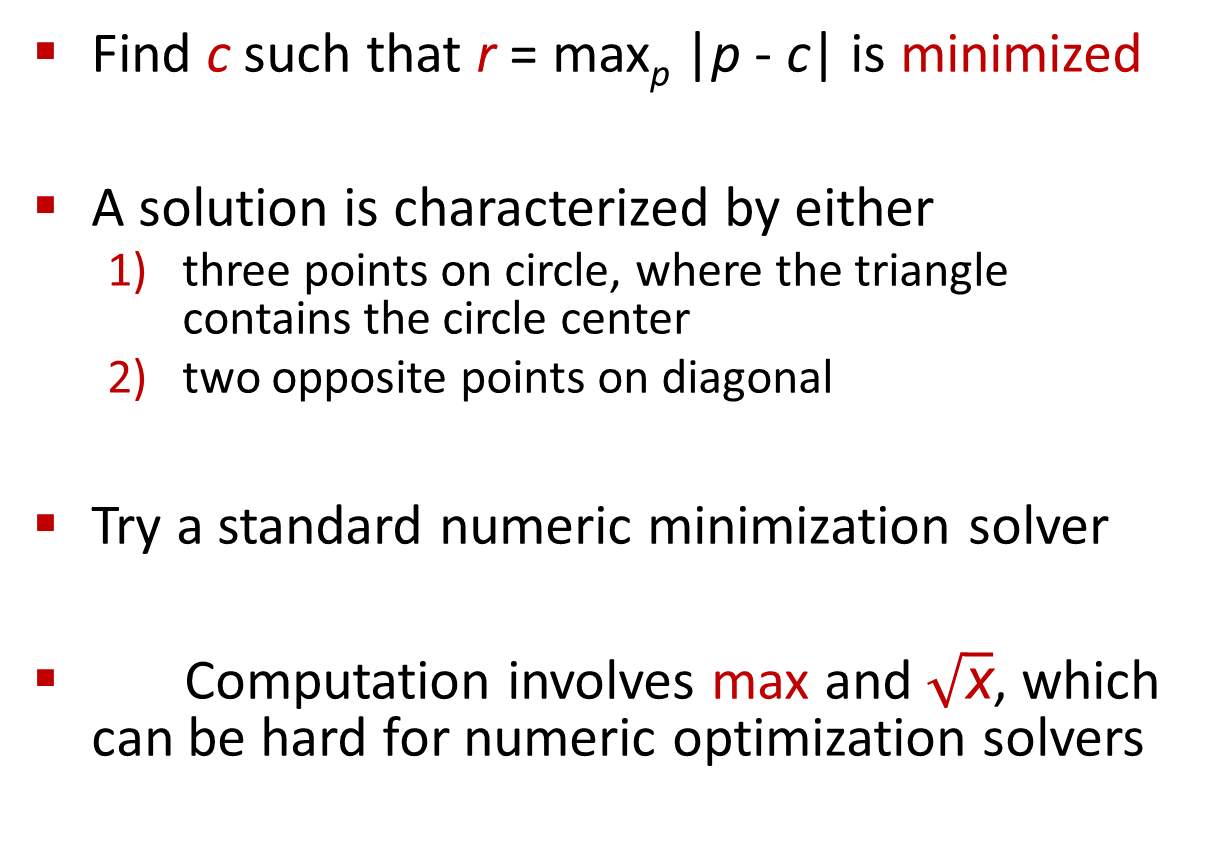 ▪ Find c such that r = maxₚ |p - c| is minimized
▪ A solution is characterized by either
1) three points on circle, where the triangle
contains the circle center
2) two opposite points on diagonal
▪ Try a standard numeric minimization solver
▪ Computation involves max and √x, which
can be hard for numeric optimization solvers